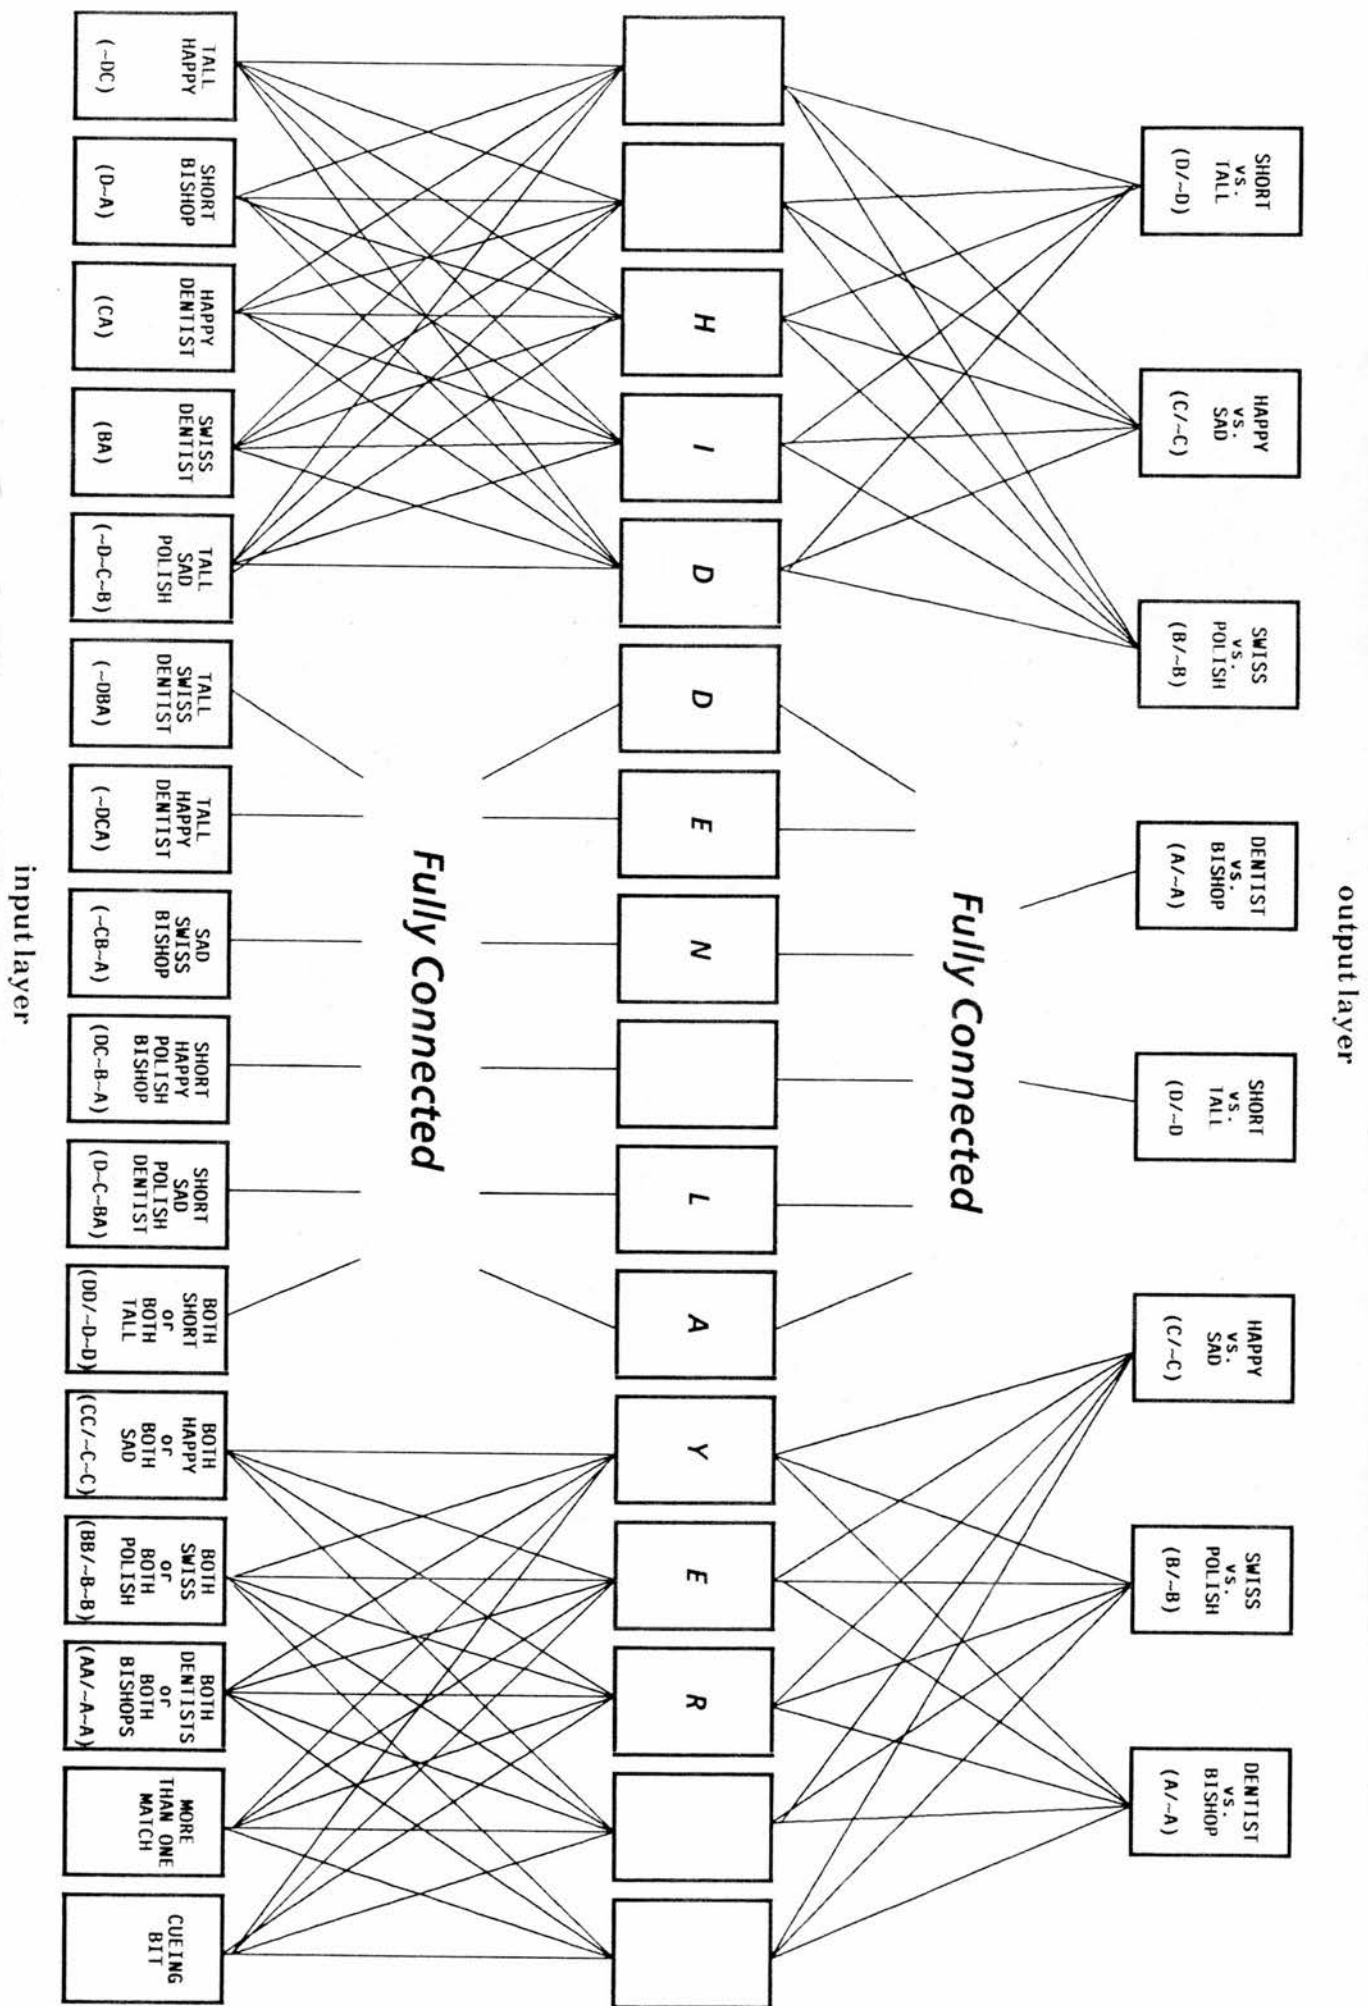 output layer
SHORT
vs.
TALL
(D/~D)
HAPPY
vs.
SAD
(C/~C)
SWISS
vs.
POLISH
(B/~B)
DENTIST
vs.
BISHOP
(A/~A)
SHORT
vs.
TALL
(D/~D
HAPPY
vs.
SAD
(C/~C)
SWISS
vs.
POLISH
(B/~B)
DENTIST
vs.
BISHOP
(A/~A)
Fully Connected
H I D D E N L A Y E R
Fully Connected
TALL
HAPPY
(~DC)
SHORT
BISHOP
(D~A)
HAPPY
DENTIST
(CA)
SWISS
DENTIST
(BA)
TALL
SAD
POLISH
(~D~C~B)
TALL
SWISS
DENTIST
(~DBA)
TALL
HAPPY
DENTIST
(~DCA)
SAD
SWISS
BISHOP
(~CB~A)
SHORT
HAPPY
POLISH
BISHOP
(DC~B~A)
SHORT
SAD
POLISH
DENTIST
(D~C~BA)
BOTH
SHORT
or
BOTH
TALL
(DD/~D~D)
BOTH
HAPPY
or
BOTH
SAD
(CC/~C~C)
BOTH
SWISS
or
BOTH
POLISH
(BB/~B~B)
BOTH
DENTISTS
or
BOTH
BISHOPS
(AA/~A~A)
MORE
THAN ONE
MATCH
CUEING
BIT
input layer